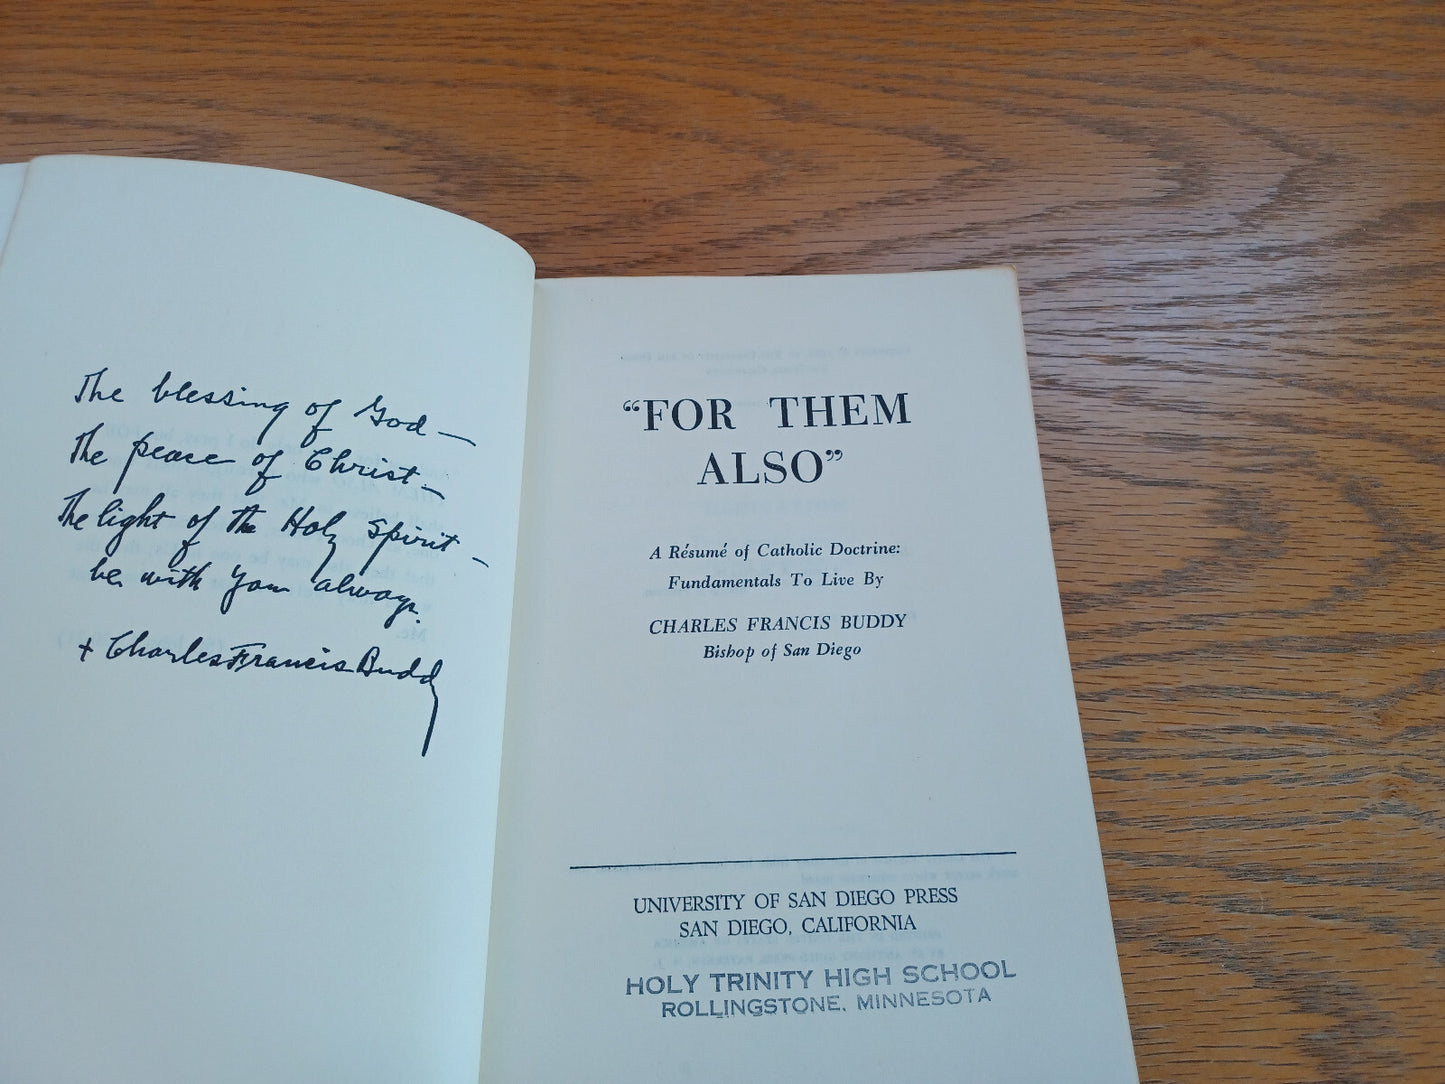 The blessing of God —
The peace of Christ —
The light of the Holy Spirit —
be with you always.
+ Charles Francis Buddy
“FOR THEM
ALSO”
A Résumé of Catholic Doctrine:
Fundamentals To Live By
CHARLES FRANCIS BUDDY
Bishop of San Diego
UNIVERSITY OF SAN DIEGO PRESS
SAN DIEGO, CALIFORNIA
HOLY TRINITY HIGH SCHOOL
ROLLINGSTONE, MINNESOTA